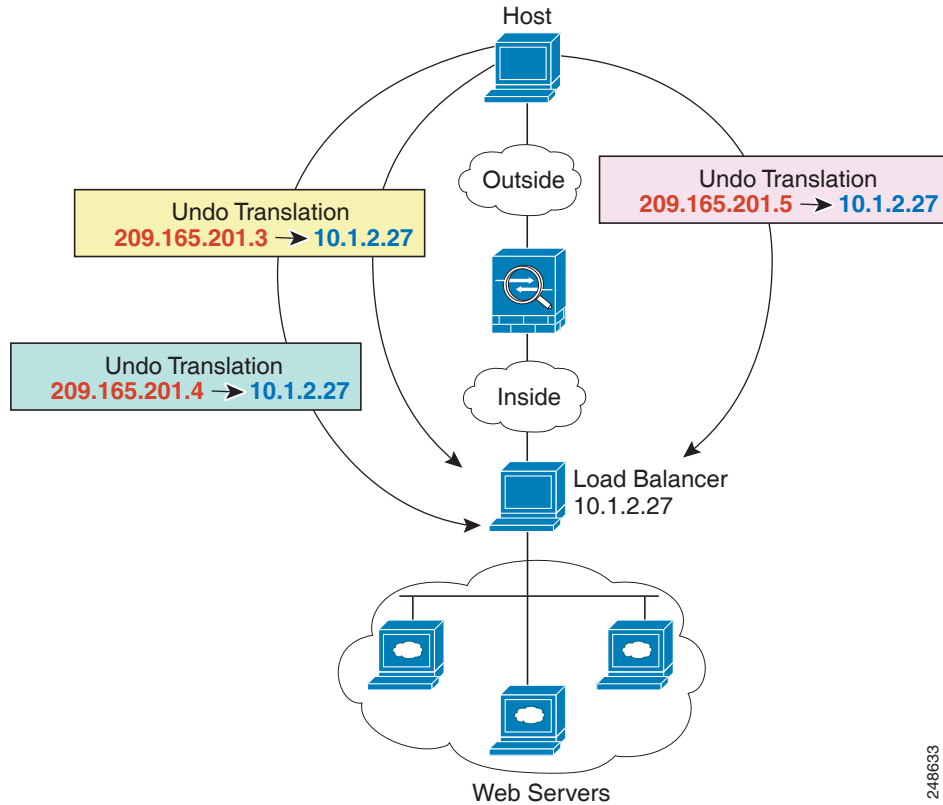 Host
Outside
Undo Translation
209.165.201.5 → 10.1.2.27
Undo Translation
209.165.201.3 → 10.1.2.27
Undo Translation
209.165.201.4 → 10.1.2.27
Inside
Load Balancer
10.1.2.27
Web Servers
248633